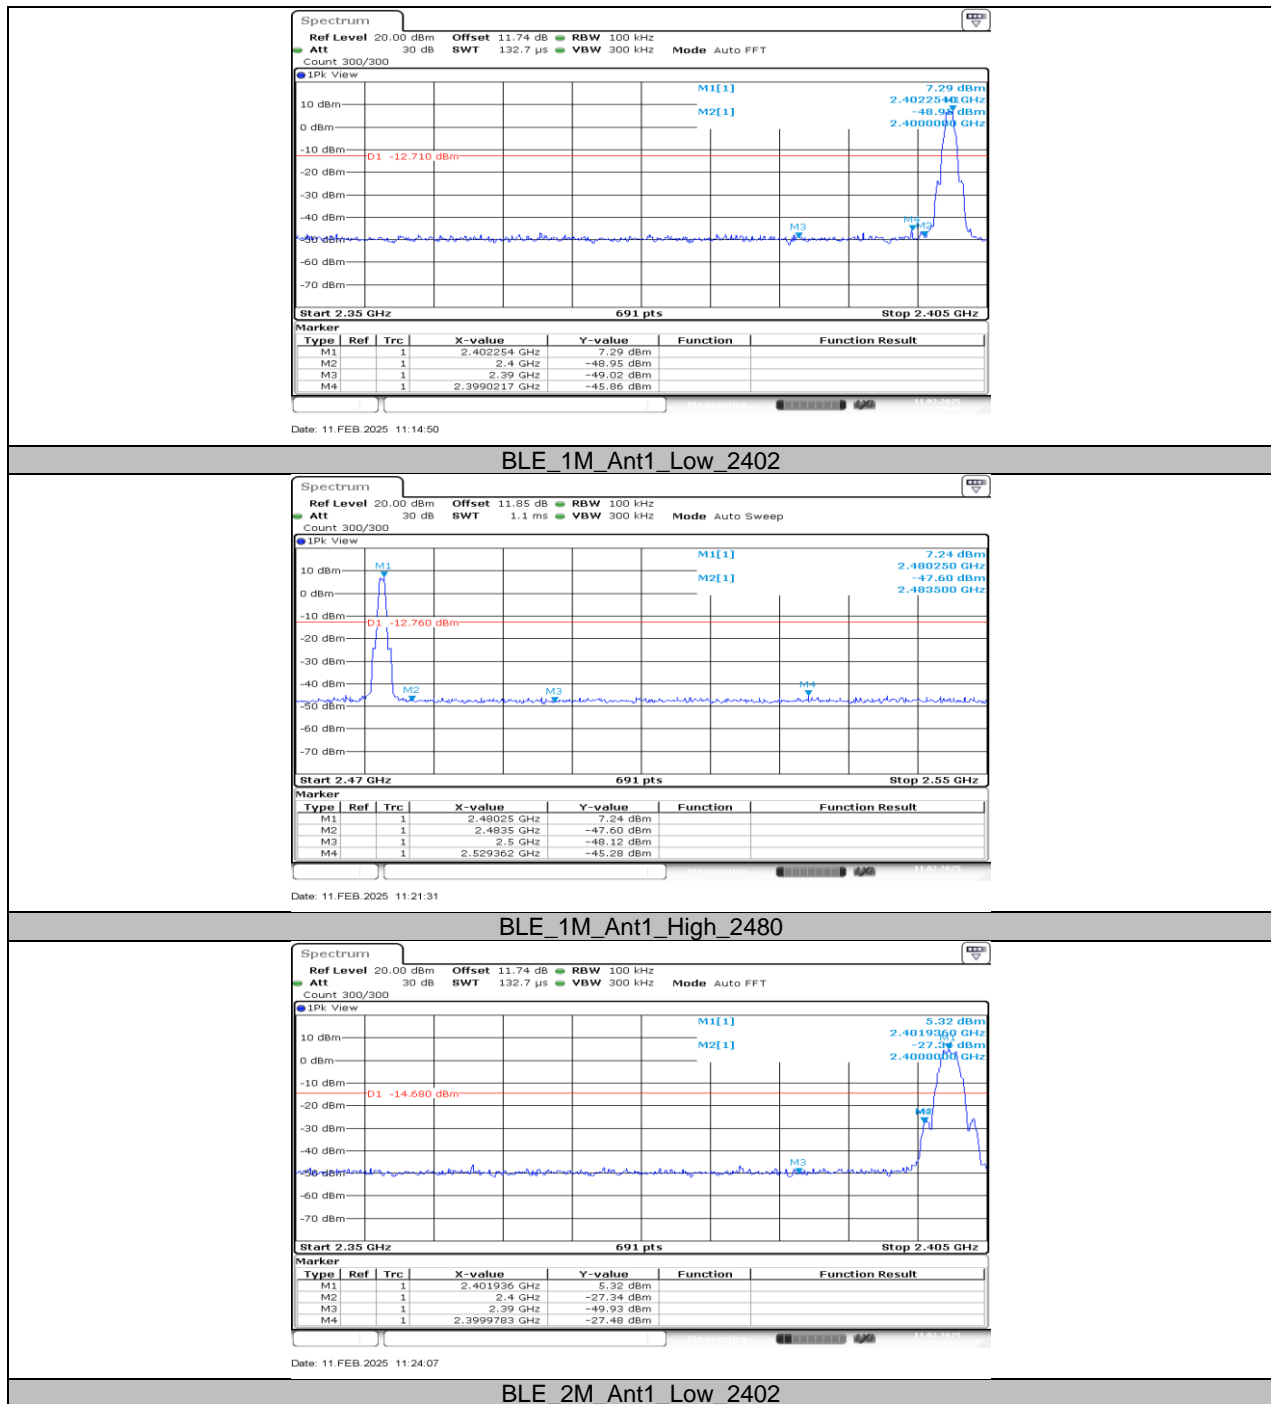 Spectrum
Ref Level 20.00 dBm Offset 11.74 dB RBW 100 kHz
Att 30 dB SWT 132.7 µs VBW 300 kHz Mode Auto FFT
Count 300/300
1Pk View
M1[1] 7.29 dBm
2.4022540 GHz
M2[1] -48.95 dBm
2.4000000 GHz
10 dBm
0 dBm
-10 dBm
D1 -12.710 dBm
-20 dBm
-30 dBm
-40 dBm
M4 M2
M3
-50 dBm
-60 dBm
-70 dBm
Start 2.35 GHz 691 pts Stop 2.405 GHz
Marker
Type Ref Trc X-value Y-value Function Function Result
M1 1 2.402254 GHz 7.29 dBm
M2 1 2.4 GHz -48.95 dBm
M3 1 2.39 GHz -49.02 dBm
M4 1 2.3990217 GHz -45.86 dBm
Date: 11.FEB.2025 11:14:50
BLE_1M_Ant1_Low_2402
Spectrum
Ref Level 20.00 dBm Offset 11.85 dB RBW 100 kHz
Att 30 dB SWT 1.1 ms VBW 300 kHz Mode Auto Sweep
Count 300/300
1Pk View
M1[1] 7.24 dBm
2.480250 GHz
M2[1] -47.60 dBm
2.483500 GHz
M1
10 dBm
0 dBm
-10 dBm
D1 -12.760 dBm
-20 dBm
-30 dBm
-40 dBm
M2 M3 M4
-50 dBm
-60 dBm
-70 dBm
Start 2.47 GHz 691 pts Stop 2.55 GHz
Marker
Type Ref Trc X-value Y-value Function Function Result
M1 1 2.48025 GHz 7.24 dBm
M2 1 2.4835 GHz -47.60 dBm
M3 1 2.5 GHz -48.12 dBm
M4 1 2.529362 GHz -45.28 dBm
Date: 11.FEB.2025 11:21:31
BLE_1M_Ant1_High_2480
Spectrum
Ref Level 20.00 dBm Offset 11.74 dB RBW 100 kHz
Att 30 dB SWT 132.7 µs VBW 300 kHz Mode Auto FFT
Count 300/300
1Pk View
M1[1] 5.32 dBm
2.4019360 GHz
M2[1] -27.34 dBm
2.4000000 GHz
M1
10 dBm
0 dBm
-10 dBm
D1 -14.680 dBm
-20 dBm
-30 dBm
-40 dBm
M3
-50 dBm
-60 dBm
-70 dBm
Start 2.35 GHz 691 pts Stop 2.405 GHz
Marker
Type Ref Trc X-value Y-value Function Function Result
M1 1 2.401936 GHz 5.32 dBm
M2 1 2.4 GHz -27.34 dBm
M3 1 2.39 GHz -49.93 dBm
M4 1 2.3999783 GHz -27.48 dBm
Date: 11.FEB.2025 11:24:07
BLE_2M_Ant1_Low_2402